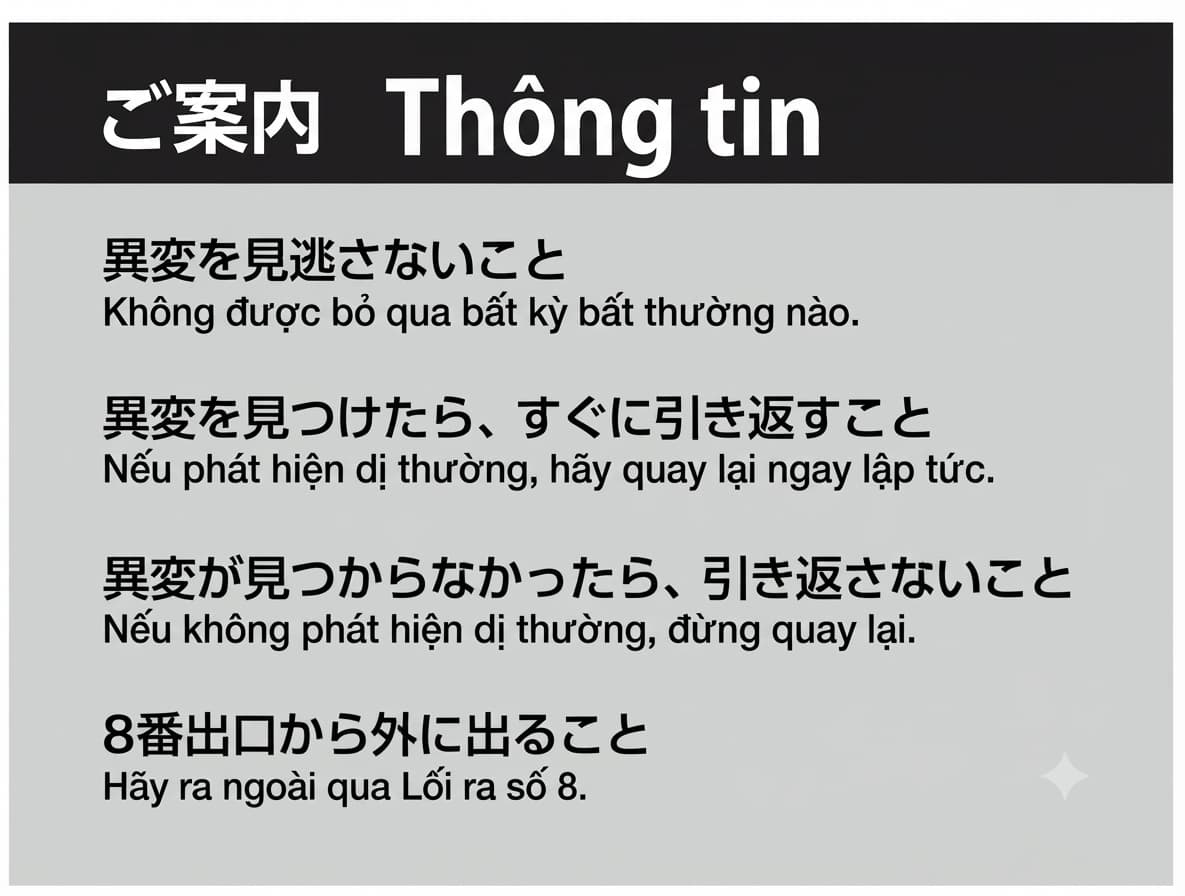 ご案内 Thông tin
異変を見逃さないこと
Không được bỏ qua bất kỳ bất thường nào.
異変を見つけたら、すぐに引き返すこと
Nếu phát hiện dị thường, hãy quay lại ngay lập tức.
異変が見つからなかったら、引き返さないこと
Nếu không phát hiện dị thường, đừng quay lại.
8番出口から外に出ること
Hãy ra ngoài qua Lối ra số 8.